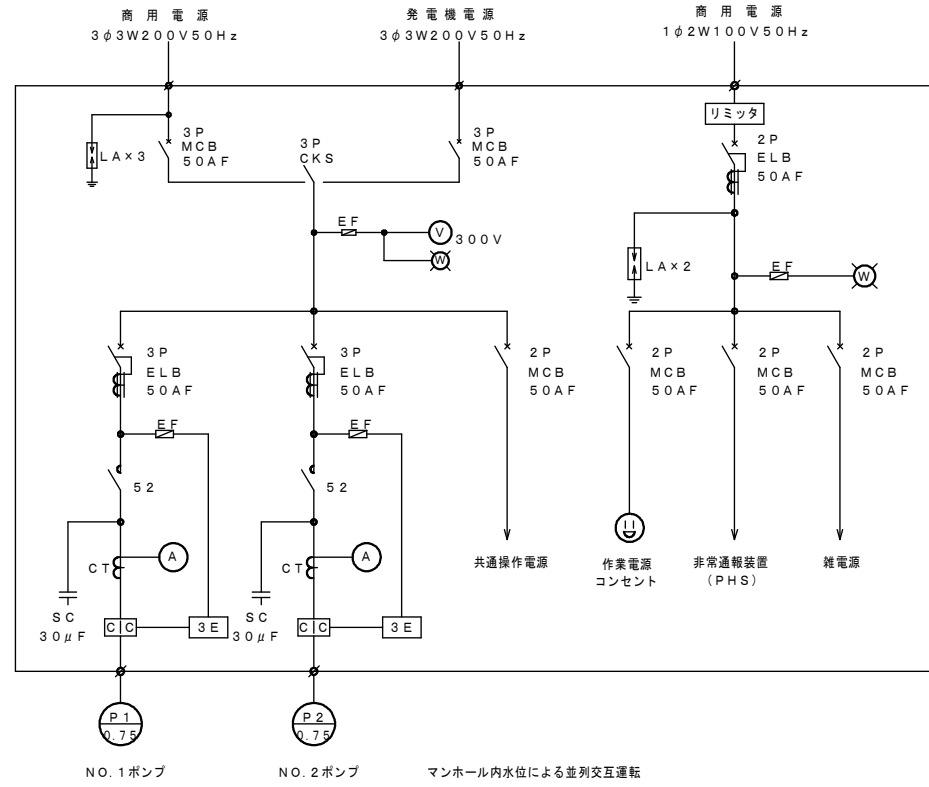 商用電源
3φ3W200V50Hz
発電機電源
3φ3W200V50Hz
商用電源
1φ2W100V50Hz
リミッタ
LA×3
3P
MCB
50AF
3P
CKS
3P
MCB
50AF
2P
ELB
50AF
EF
V
300V
W
LA×2
EF
W
3P
ELB
50AF
3P
ELB
50AF
2P
MCB
50AF
2P
MCB
50AF
2P
MCB
50AF
2P
MCB
50AF
EF
EF
52
52
CT
A
CT
A
共通操作電源
作業電源
コンセント
非常通報装置
(PHS)
雑電源
SC
30μF
CC
3E
SC
30μF
CC
3E
P1
0.75
P2
0.75
NO.1ポンプ
NO.2ポンプ
マンホール内水位による並列交互運転